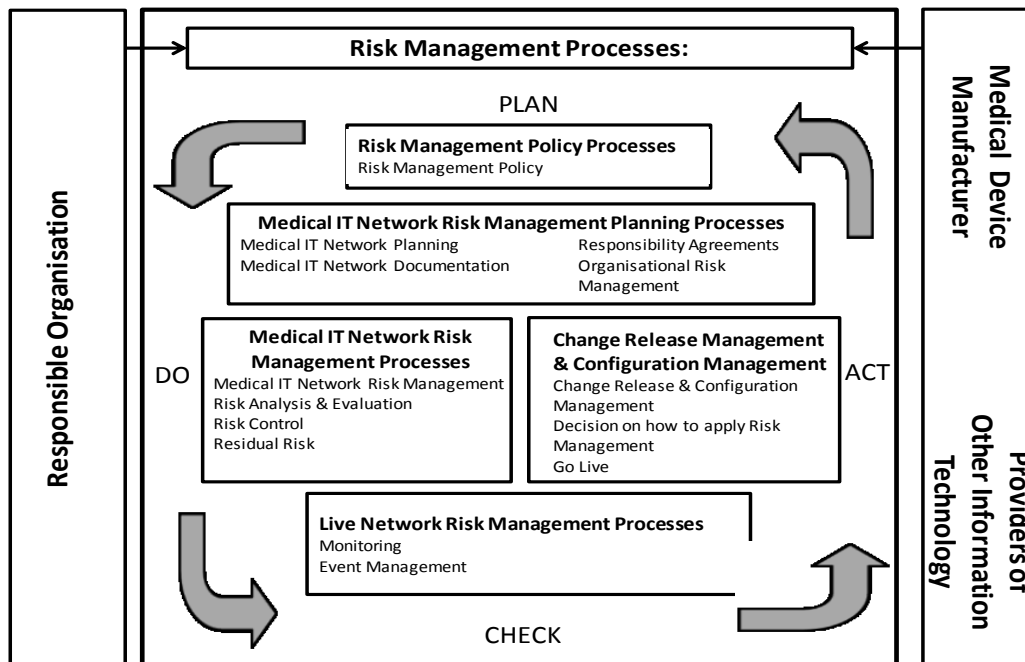 Risk Management Processes:
PLAN
Risk Management Policy Processes
Risk Management Policy
Medical IT Network Risk Management Planning Processes
Medical IT Network Planning
Medical IT Network Documentation
Responsibility Agreements
Organisational Risk
Management
DO
Medical IT Network Risk
Management Processes
Medical IT Network Risk Management
Risk Analysis & Evaluation
Risk Control
Residual Risk
Change Release Management
& Configuration Management
Change Release & Configuration
Management
Decision on how to apply Risk
Management
Go Live
ACT
Live Network Risk Management Processes
Monitoring
Event Management
CHECK
Responsible Organisation
Medical Device
Manufacturer
Providers of
Other Information
Technology